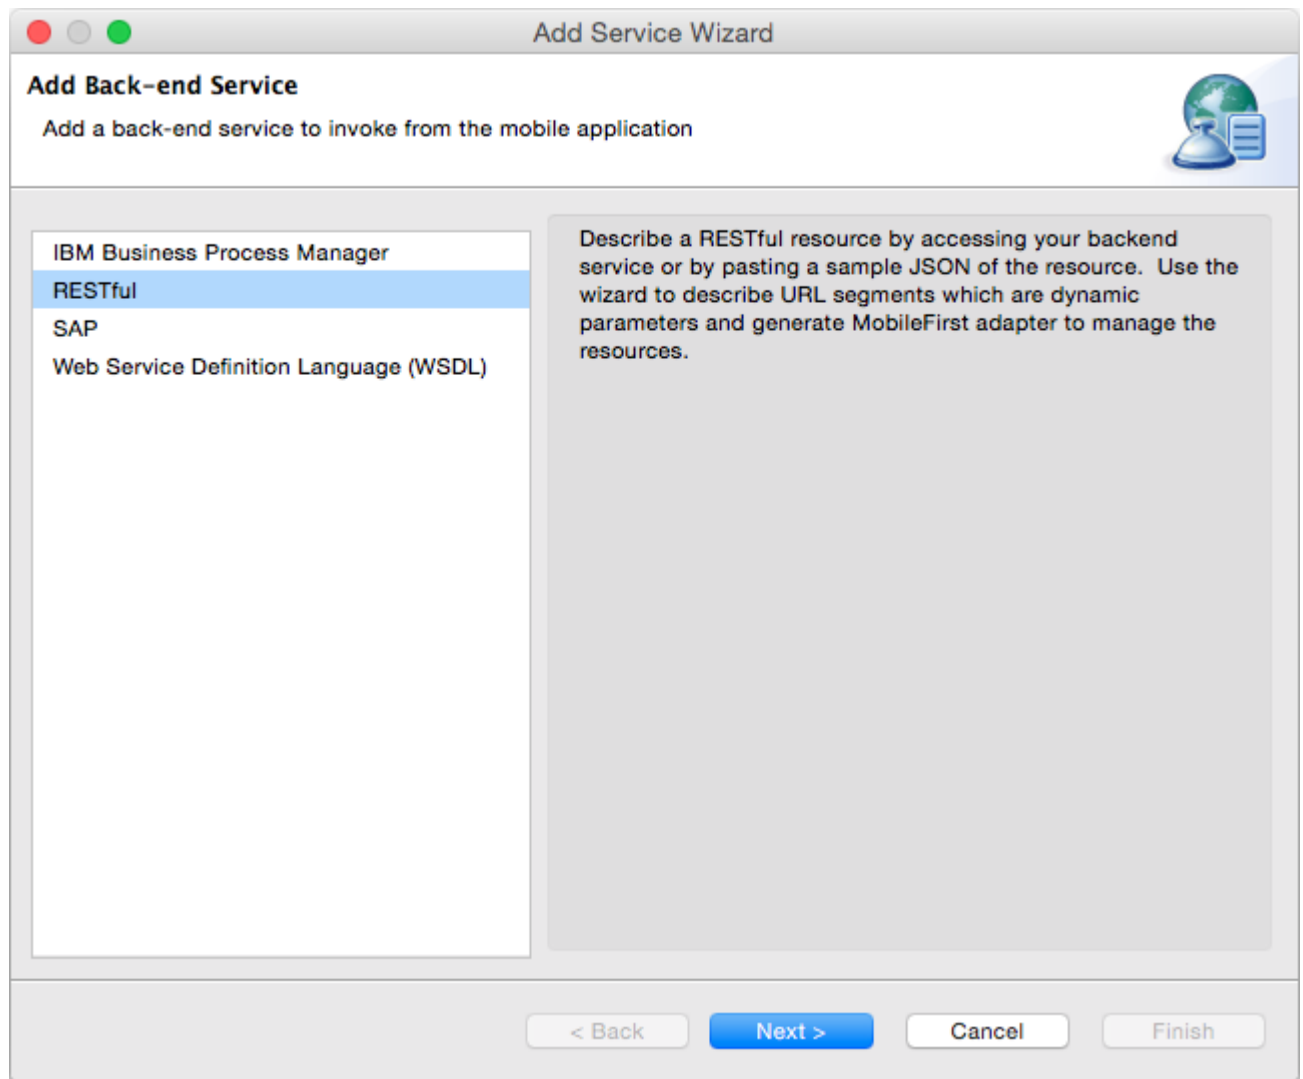 Add Service Wizard
Add Back-end Service
Add a back-end service to invoke from the mobile application
IBM Business Process Manager
RESTful
SAP
Web Service Definition Language (WSDL)
Describe a RESTful resource by accessing your backend
service or by pasting a sample JSON of the resource.  Use the
wizard to describe URL segments which are dynamic
parameters and generate MobileFirst adapter to manage the
resources.
< Back
Next >
Cancel
Finish